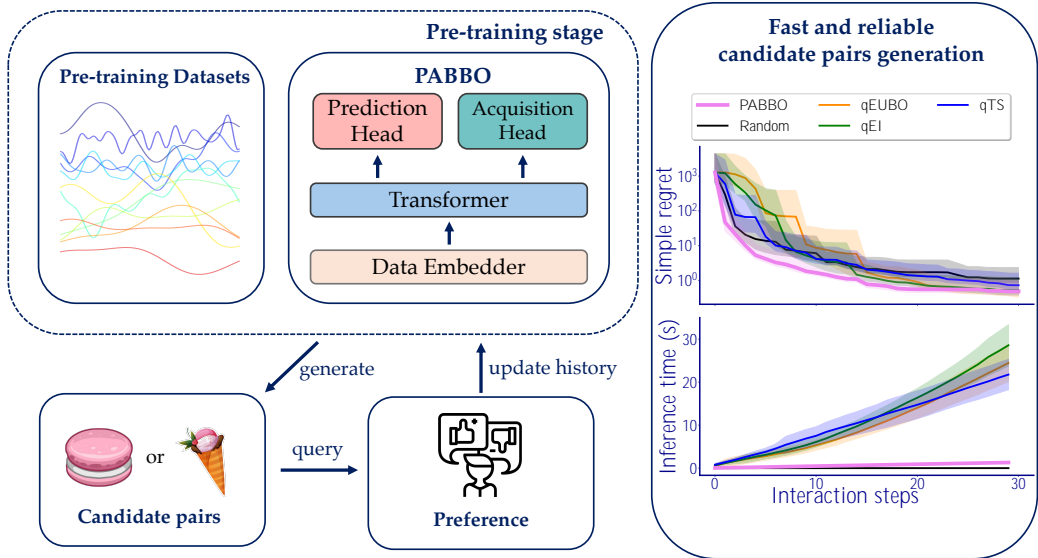 Pre-training stage
Pre-training Datasets
PABBO
Prediction
Head
Acquisition
Head
Transformer
Data Embedder
generate
update history
or
Candidate pairs
query
Preference
Fast and reliable
candidate pairs generation
PABBO
qEUBO
qTS
Random
qEI
Simple regret
10³
10²
10¹
10⁰
Inference time (s)
30
20
10
0
0
10
20
30
Interaction steps